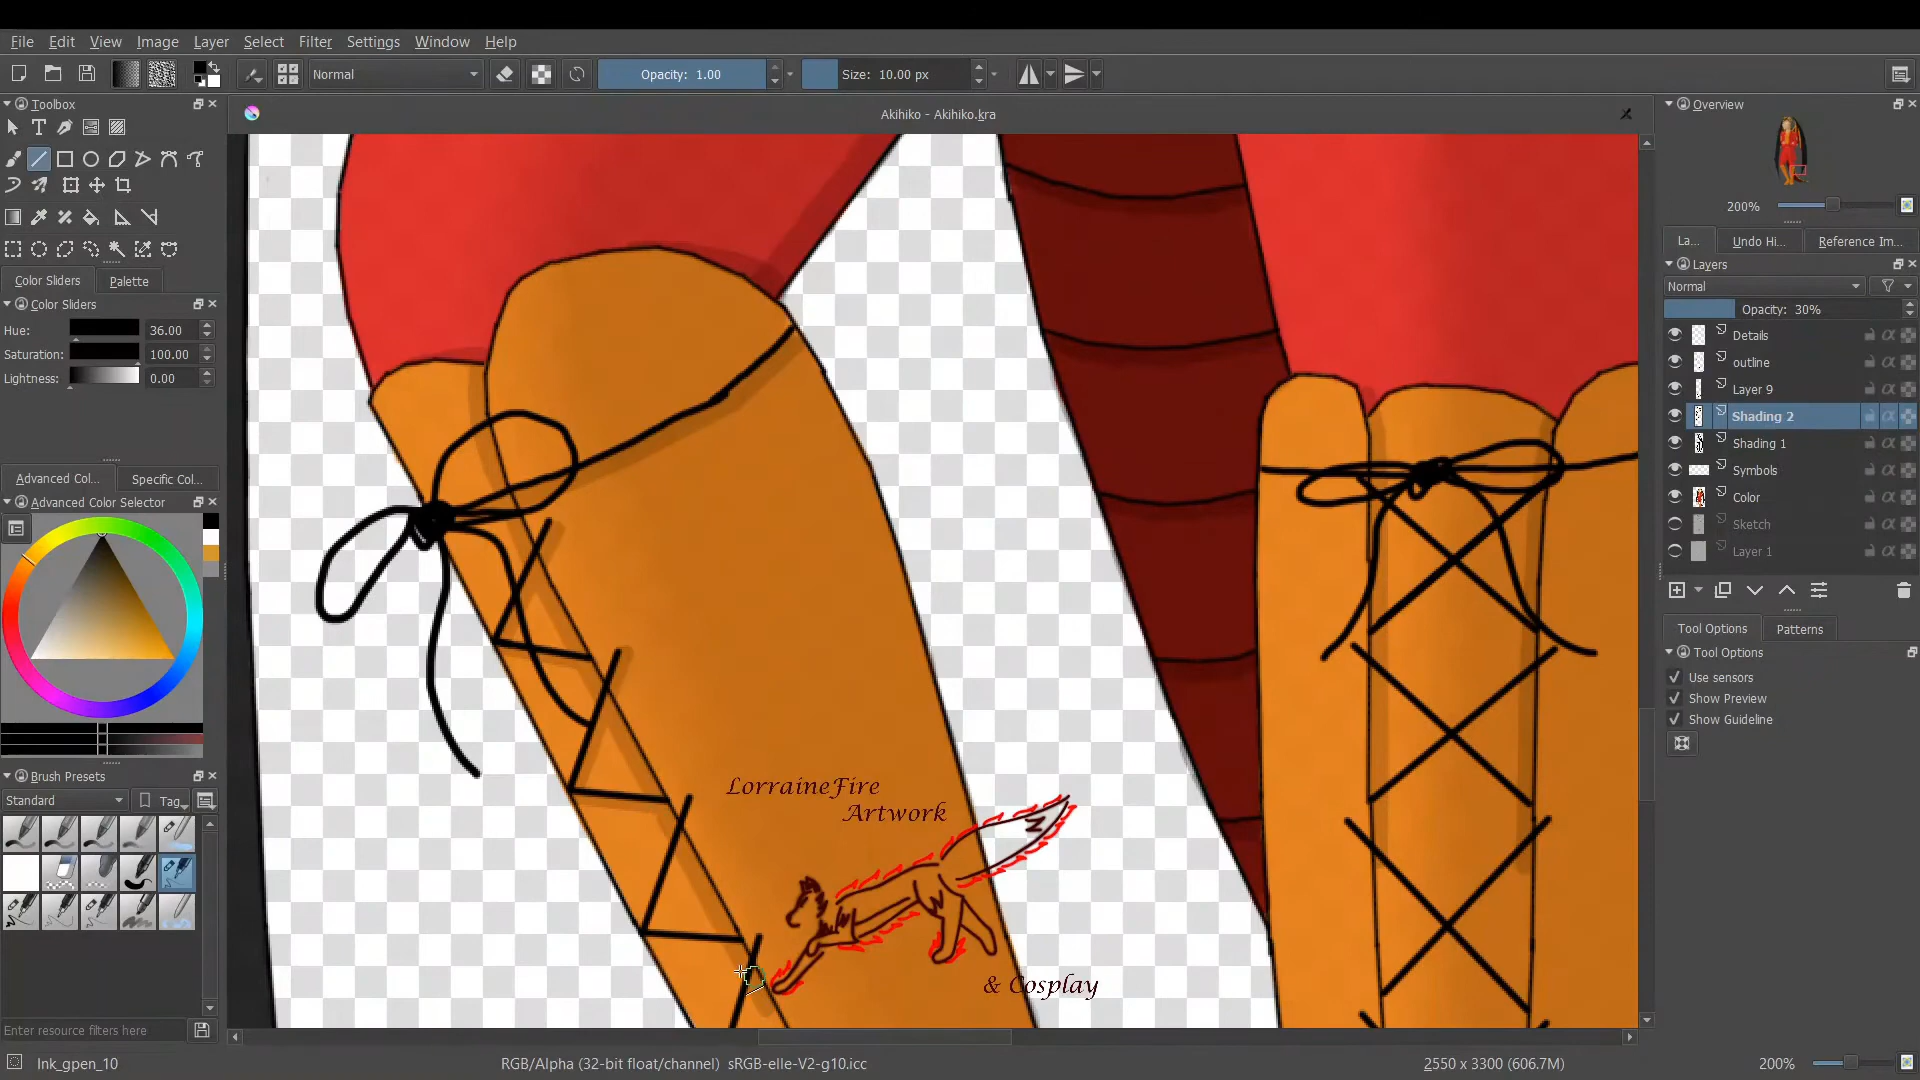 File Edit View Image Layer Select Filter Settings Window Help
Normal Opacity: 1.00 Size: 10.00 px
Toolbox
Akihiko - Akihiko.kra
Overview
200%
Color Sliders Palette
Color Sliders
Hue: 36.00
Saturation: 100.00
Lightness: 0.00
Advanced Col... Specific Col...
Advanced Color Selector
Brush Presets
Standard Tag
Enter resource filters here
La... Undo Hi... Reference Im...
Layers
Normal
Opacity: 30%
Details
outline
Layer 9
Shading 2
Shading 1
Symbols
Color
Sketch
Layer 1
Tool Options Patterns
Tool Options
Use sensors
Show Preview
Show Guideline
LorraineFire
Artwork
& Cosplay
Ink_gpen_10 RGB/Alpha (32-bit float/channel) sRGB-elle-V2-g10.icc 2550 x 3300 (606.7M) 200%